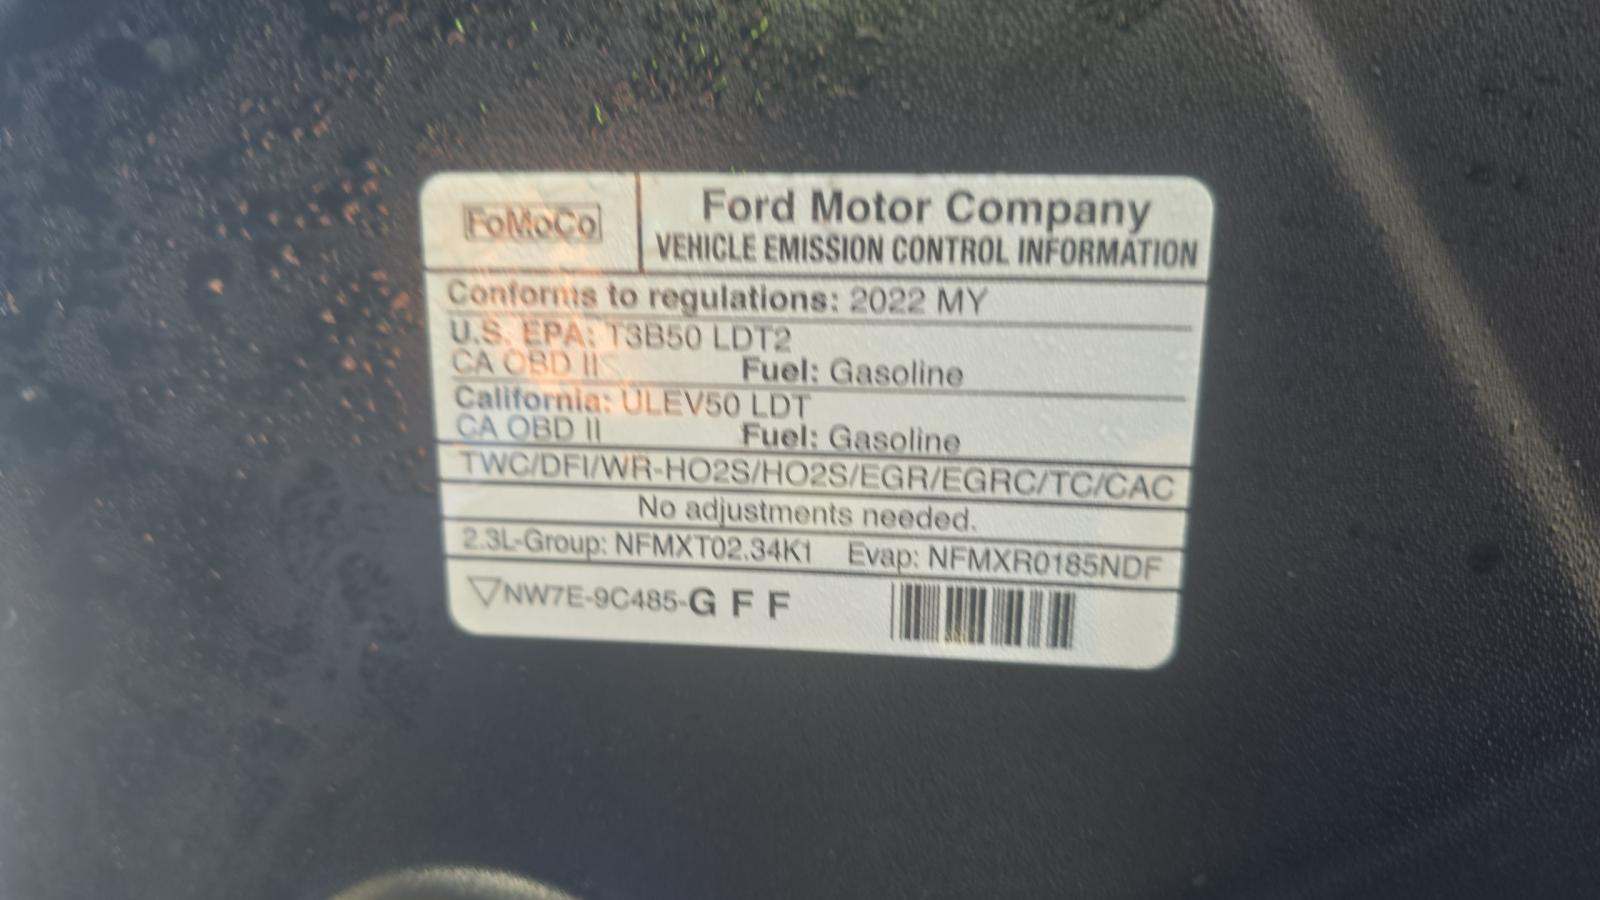 FoMoCo
Ford Motor Company
VEHICLE EMISSION CONTROL INFORMATION
Conforms to regulations: 2022 MY
U.S. EPA: T3B50 LDT2
CA OBD II Fuel: Gasoline
California: ULEV50 LDT
CA OBD II Fuel: Gasoline
TWC/DFI/WR-HO2S/HO2S/EGR/EGRC/TC/CAC
No adjustments needed.
2.3L-Group: NFMXT02.34K1 Evap: NFMXR0185NDF
NW7E-9C485-G F F